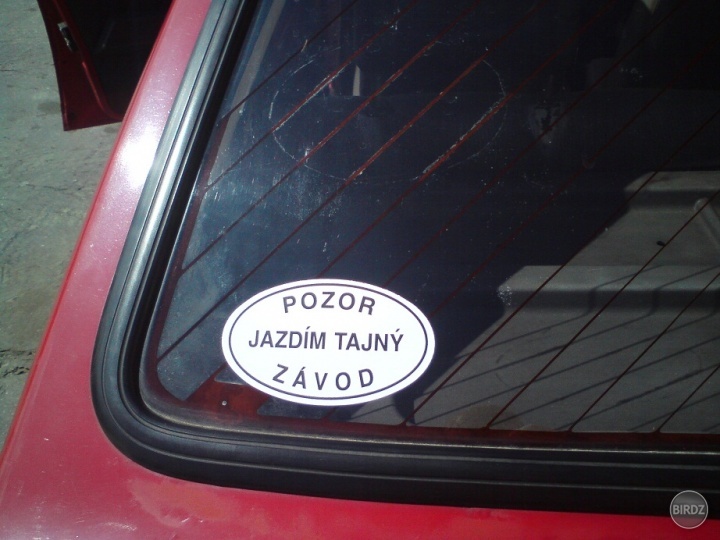 POZOR
JAZDÍM TAJNÝ
ZÁVOD
BIRDZ